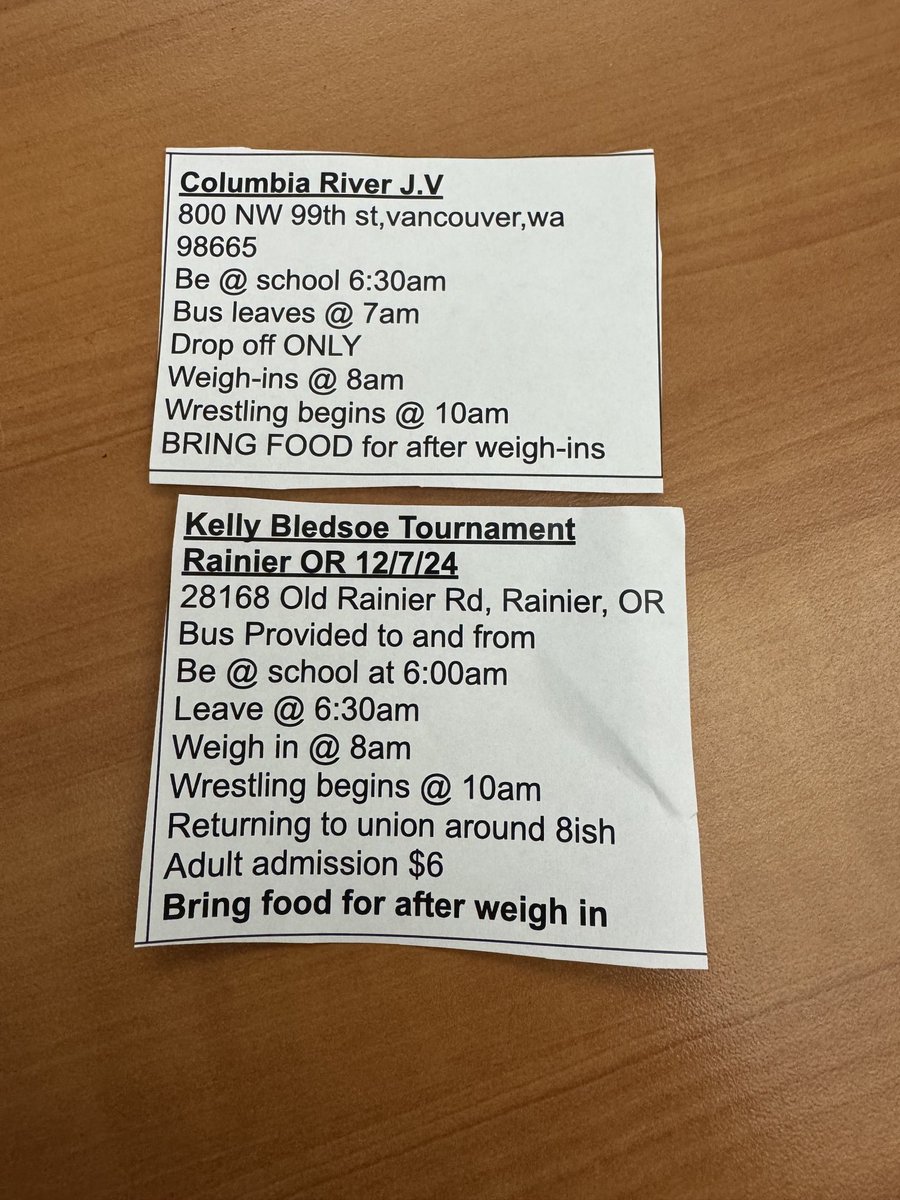 Columbia River J.V
800 NW 99th st,vancouver,wa
98665
Be @ school 6:30am
Bus leaves @ 7am
Drop off ONLY
Weigh-ins @ 8am
Wrestling begins @ 10am
BRING FOOD for after weigh-ins
Kelly Bledsoe Tournament
Rainier OR 12/7/24
28168 Old Rainier Rd, Rainier, OR
Bus Provided to and from
Be @ school at 6:00am
Leave @ 6:30am
Weigh in @ 8am
Wrestling begins @ 10am
Returning to union around 8ish
Adult admission $6
Bring food for after weigh in